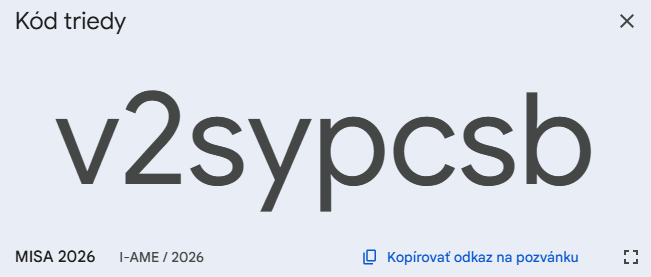 Kód triedy
v2sypcsb
MISA 2026 I-AME / 2026 Kopírovať odkaz na pozvánku